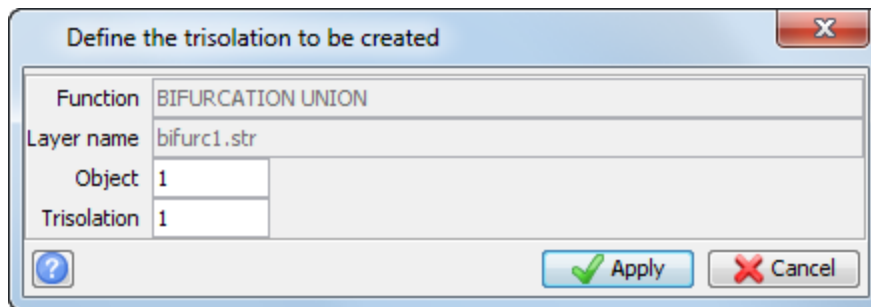 Define the trisolation to be created
Function BIFURCATION UNION
Layer name bifurc1.str
Object 1
Trisolation 1
? Apply Cancel